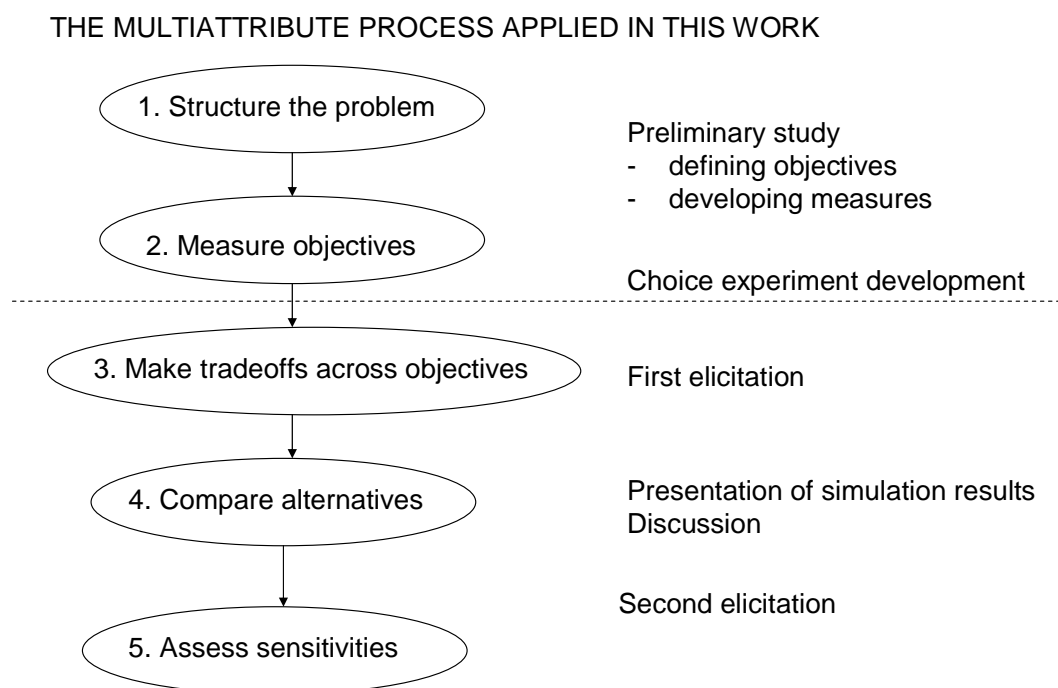 THE MULTIATTRIBUTE PROCESS APPLIED IN THIS WORK
1. Structure the problem
Preliminary study
- defining objectives
- developing measures
2. Measure objectives
Choice experiment development
3. Make tradeoffs across objectives
First elicitation
4. Compare alternatives
Presentation of simulation results
Discussion
Second elicitation
5. Assess sensitivities